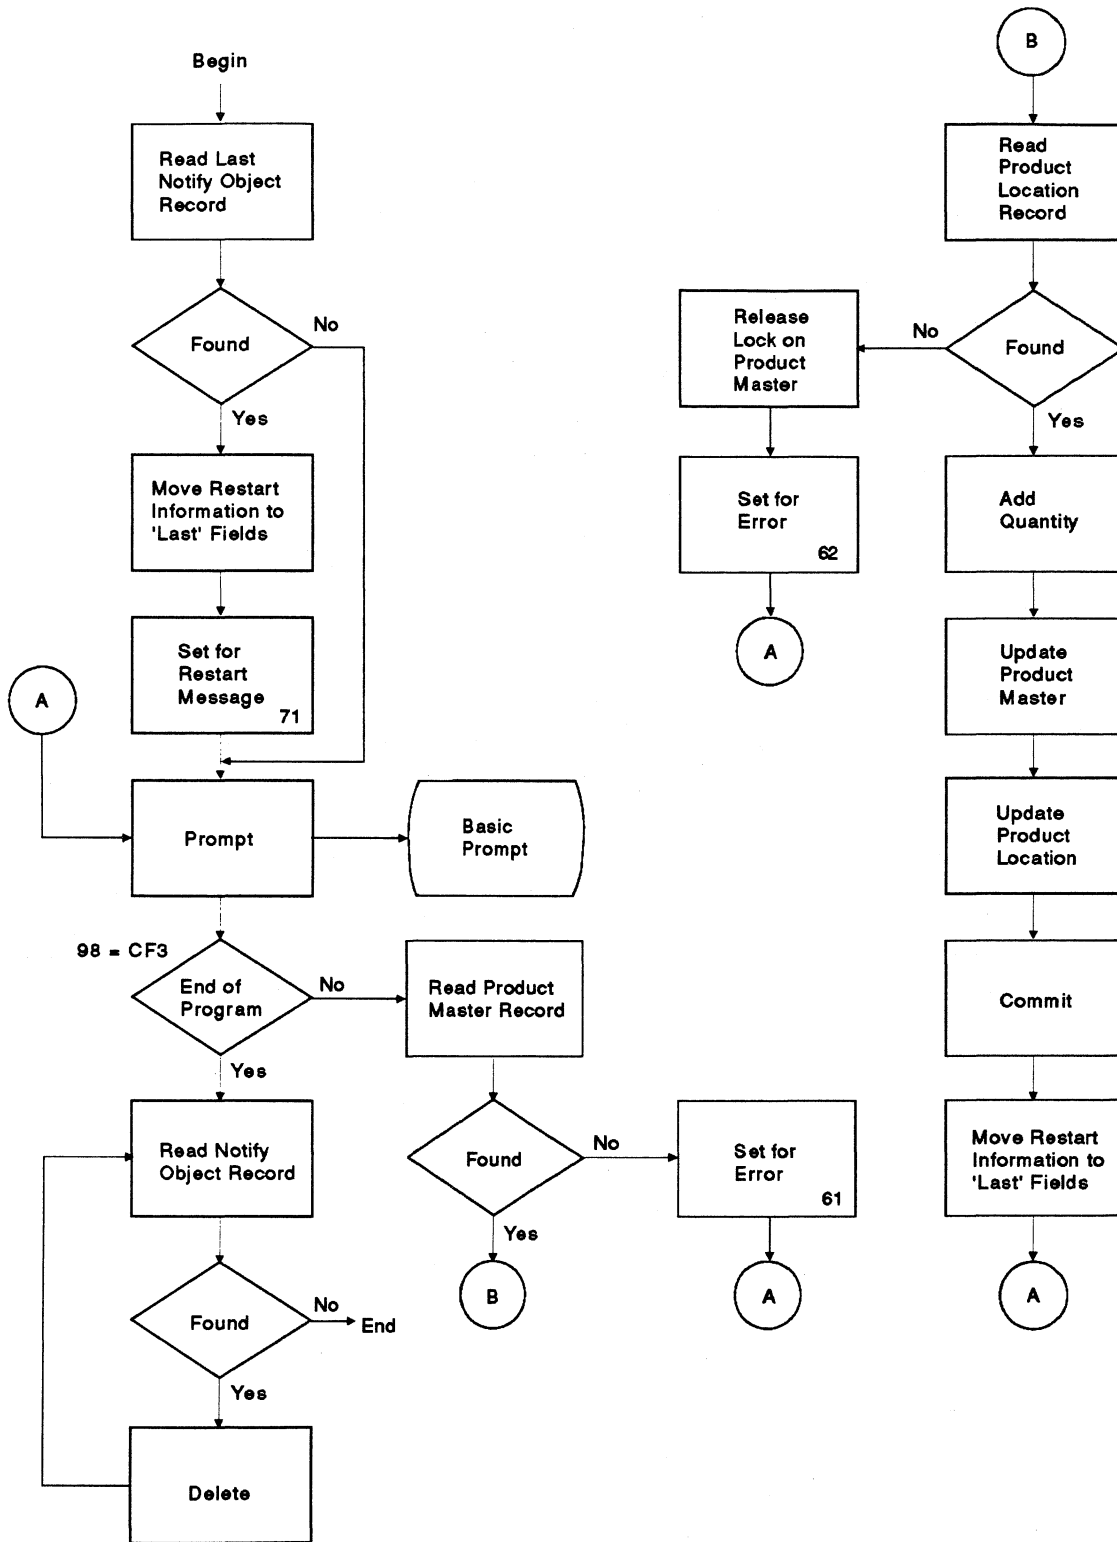 Begin
Read Last
Notify Object
Record
Found
No
Yes
Move Restart
Information to
'Last' Fields
Set for
Restart
Message
71
A
Prompt
Basic
Prompt
98 = CF3
End of
Program
No
Yes
Read Product
Master Record
Found
No
Yes
B
Set for
Error
61
A
Read Notify
Object Record
Found
No
End
Yes
Delete
B
Read
Product
Location
Record
Found
No
Yes
Release
Lock on
Product
Master
Set for
Error
62
A
Add
Quantity
Update
Product
Master
Update
Product
Location
Commit
Move Restart
Information to
'Last' Fields
A